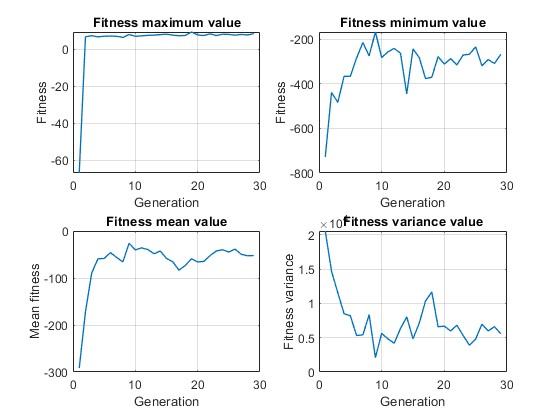 Fitness maximum value
0
-20
-40
-60
Fitness
0 10 20 30
Generation
Fitness minimum value
-200
-400
-600
-800
Fitness
0 10 20 30
Generation
Fitness mean value
0
-100
-200
-300
Mean fitness
0 10 20 30
Generation
Fitness variance value
2
1.5
1
0.5
0
Fitness variance
0 10 20 30
Generation